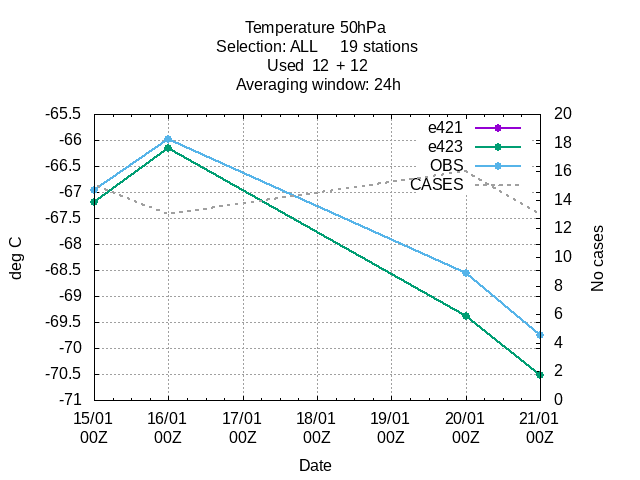 Temperature 50hPa
Selection: ALL 19 stations
Used 12 + 12
Averaging window: 24h
-65.5
-66
-66.5
-67
-67.5
-68
-68.5
-69
-69.5
-70
-70.5
-71
deg C
20
18
16
14
12
10
8
6
4
2
0
No cases
e421
e423
OBS
CASES
15/01 16/01 17/01 18/01 19/01 20/01 21/01
00Z 00Z 00Z 00Z 00Z 00Z 00Z
Date